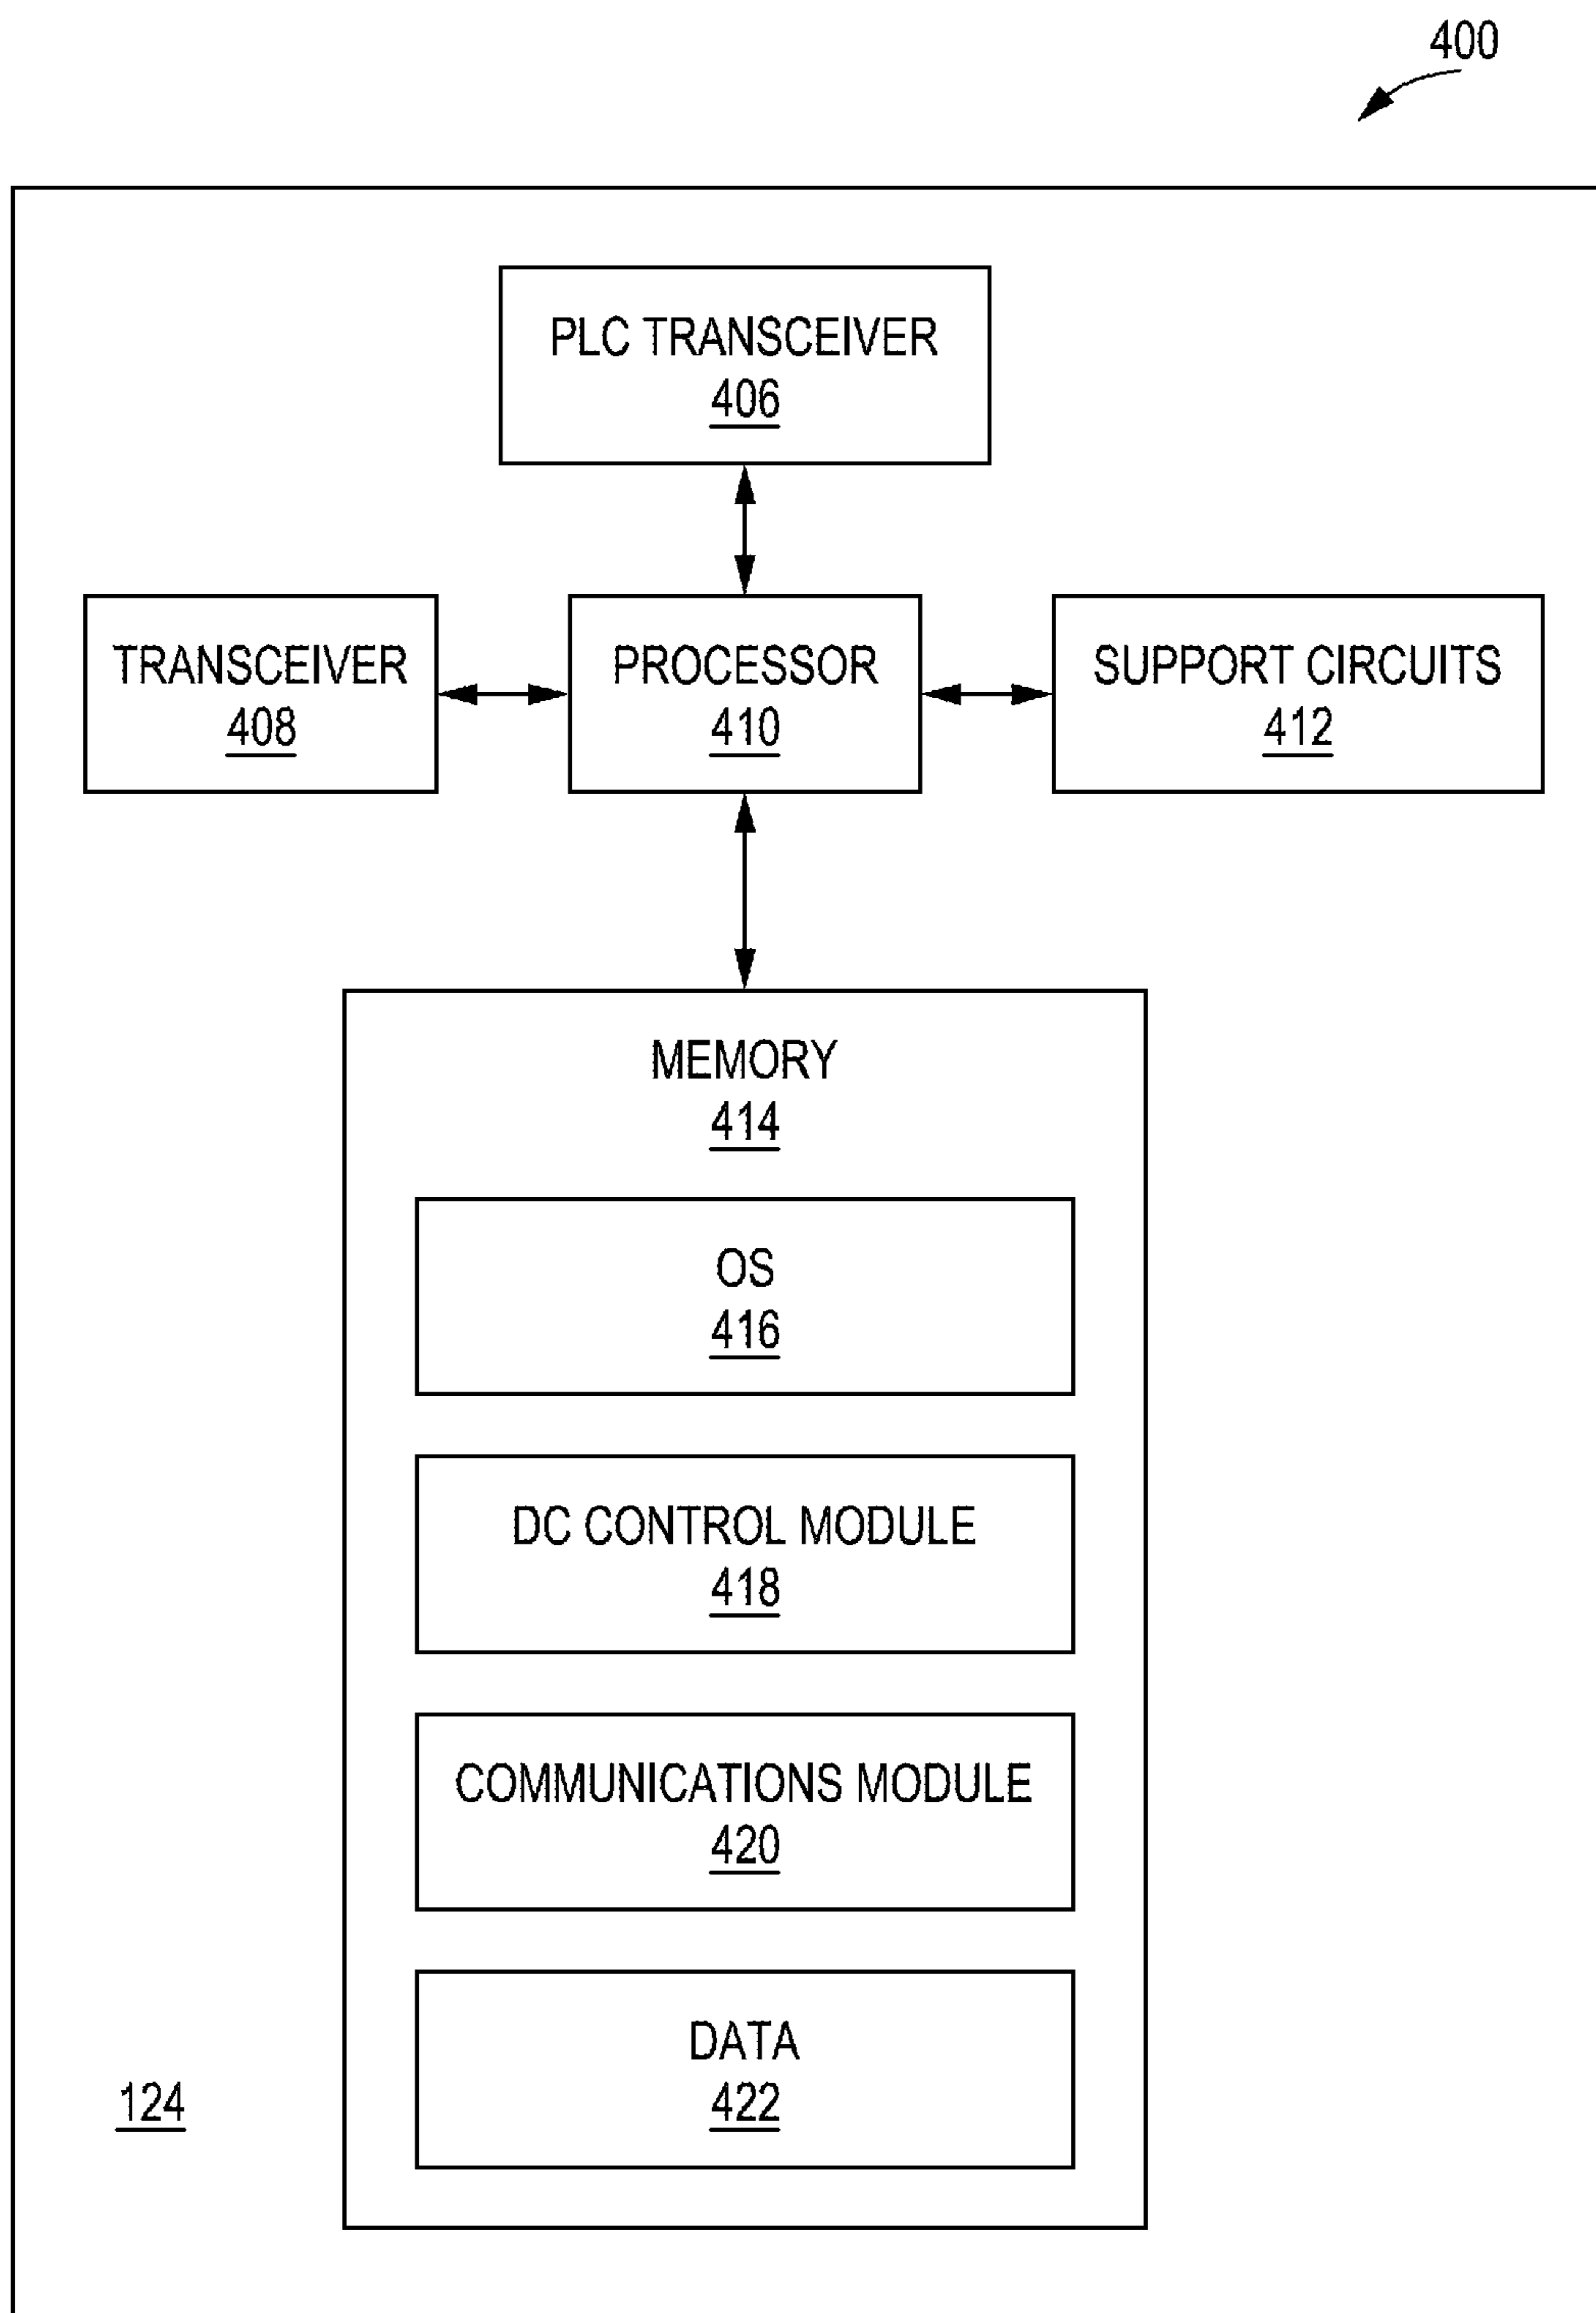 400
PLC TRANSCEIVER
406
TRANSCEIVER
408
PROCESSOR
410
SUPPORT CIRCUITS
412
MEMORY
414
OS
416
DC CONTROL MODULE
418
COMMUNICATIONS MODULE
420
DATA
422
124